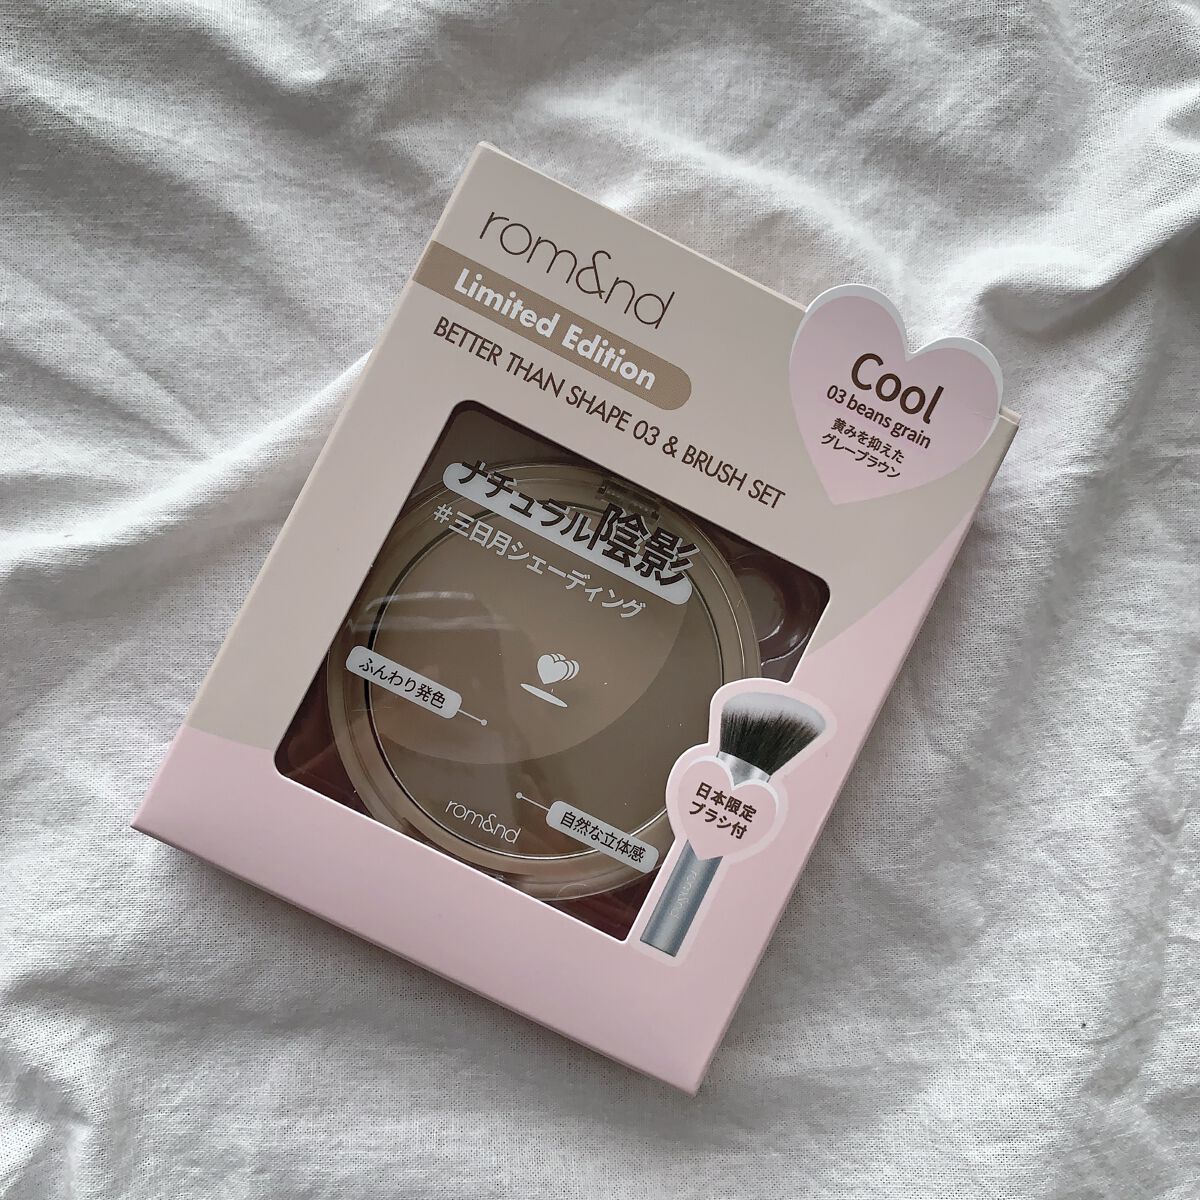 rom&nd
Limited Edition
BETTER THAN SHAPE 03 & BRUSH SET
Cool
03 beans grain
黄みを抑えた
グレーブラウン
ナチュラル陰影
#三日月シェーディング
ふんわり発色
rom&nd
自然な立体感
日本限定
ブラシ付
rom&nd